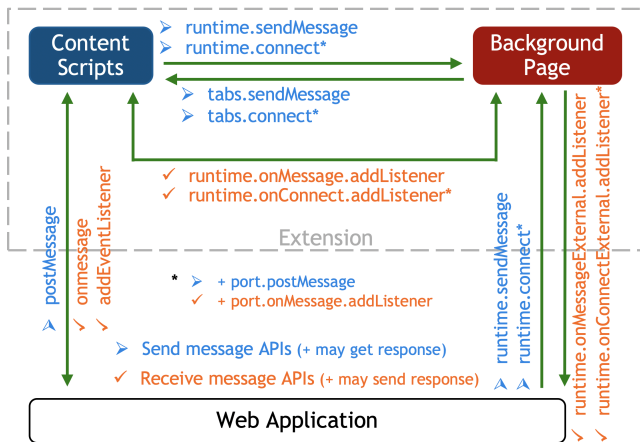 Content
Scripts
runtime.sendMessage
runtime.connect*
Background
Page
tabs.sendMessage
tabs.connect*
runtime.onMessage.addListener
runtime.onConnect.addListener*
Extension
postMessage
onmessage
addEventListener
* + port.postMessage
+ port.onMessage.addListener
runtime.sendMessage
runtime.connect*
runtime.onMessageExternal.addListener
runtime.onConnectExternal.addListener*
Send message APIs (+ may get response)
Receive message APIs (+ may send response)
Web Application